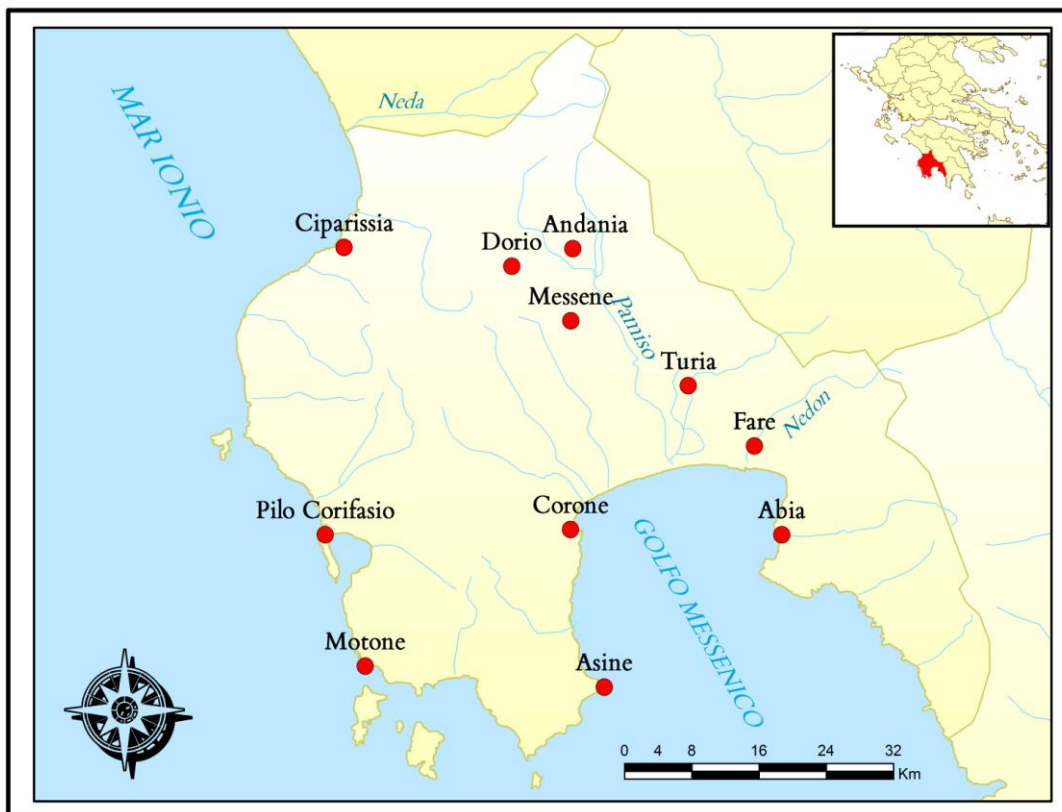 Neda
MAR IONIO
Ciparissia
Dorio
Andania
Messene
Pamiso
Turia
Fare
Nedon
Pilo Corifasio
Corone
Abia
GOLFO MESSENICO
Motone
Asine
0 4 8 16 24 32
Km